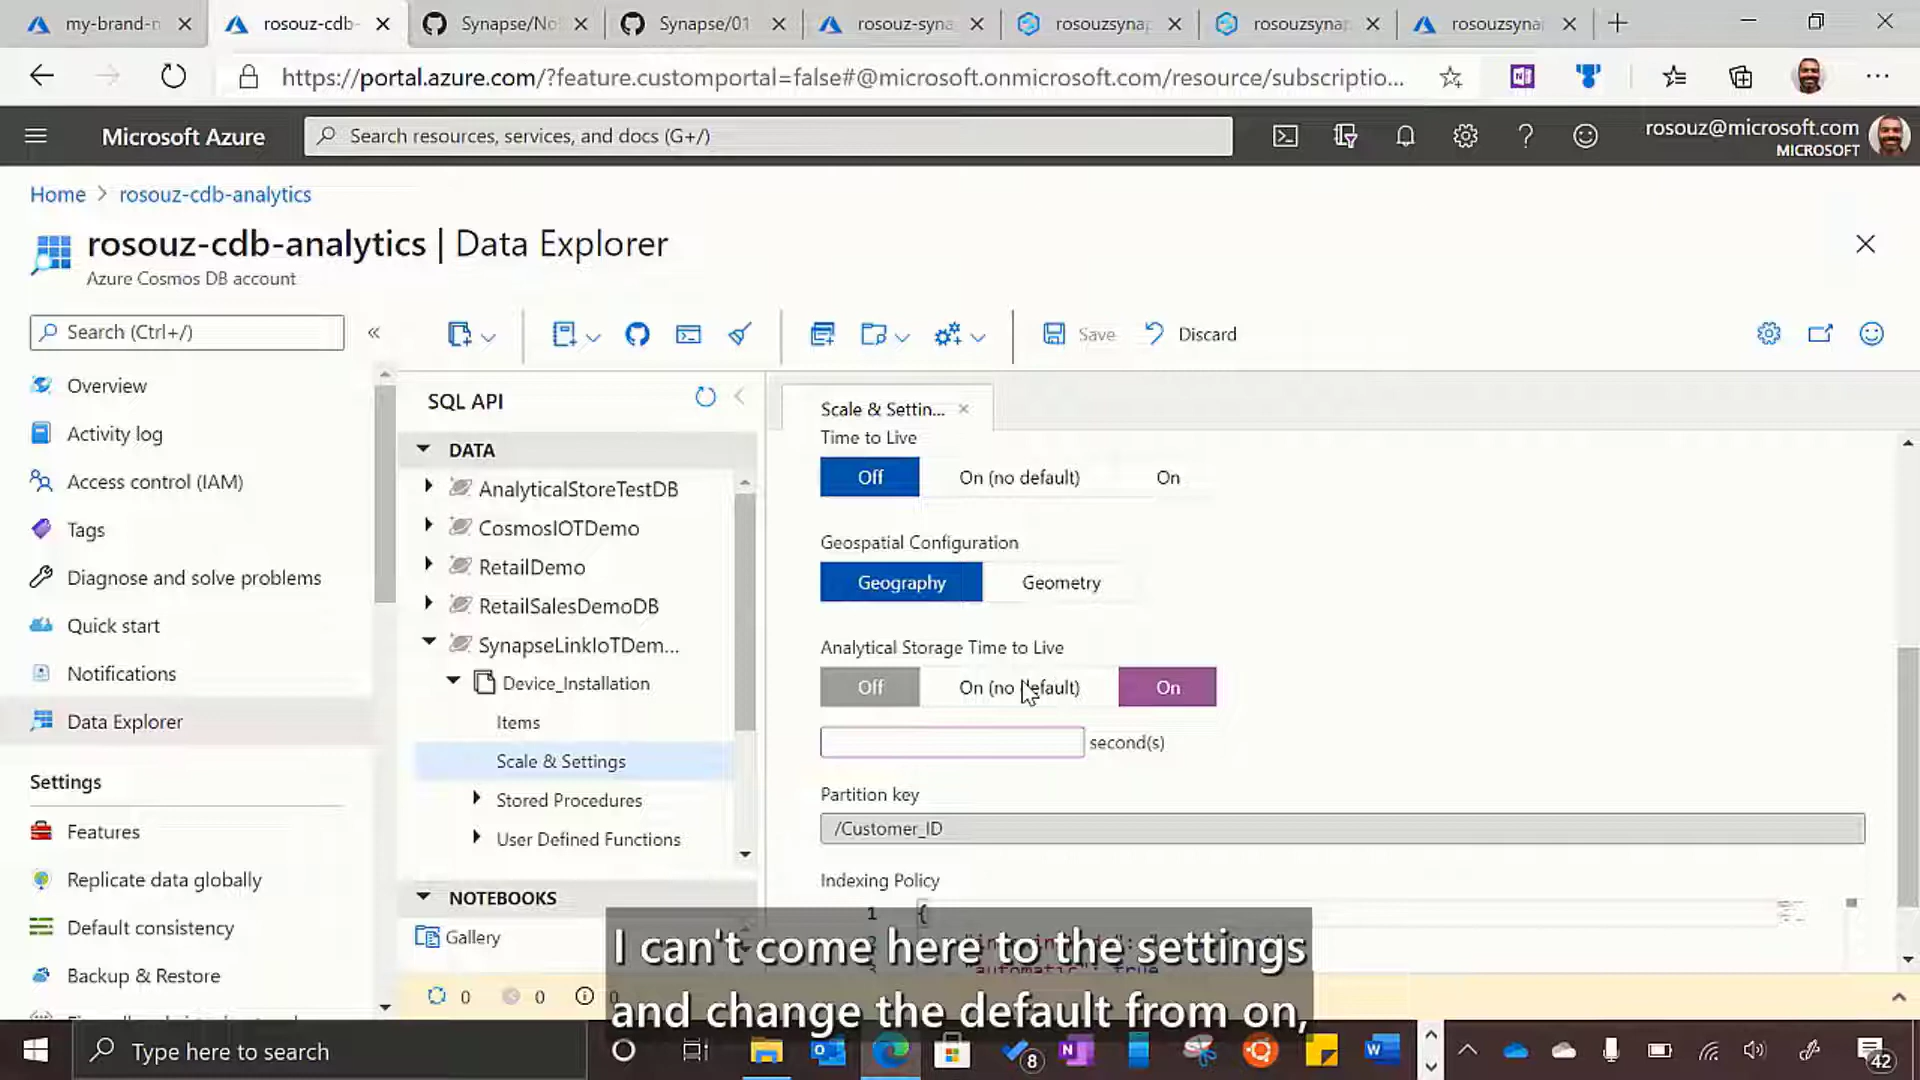 my-brand-n
rosouz-cdb-
Synapse/No
Synapse/01
rosouz-syna
rosouzsynap
rosouzsynap
rosouzsynap
https://portal.azure.com/?feature.customportal=false#@microsoft.onmicrosoft.com/resource/subscriptio...
Microsoft Azure
Search resources, services, and docs (G+/)
rosouz@microsoft.com
MICROSOFT
Home > rosouz-cdb-analytics
rosouz-cdb-analytics | Data Explorer
Azure Cosmos DB account
Search (Ctrl+/)
Overview
Activity log
Access control (IAM)
Tags
Diagnose and solve problems
Quick start
Notifications
Data Explorer
Settings
Features
Replicate data globally
Default consistency
Backup & Restore
SQL API
DATA
AnalyticalStoreTestDB
CosmosIOTDemo
RetailDemo
RetailSalesDemoDB
SynapseLinkIoTDem...
Device_Installation
Items
Scale & Settings
Stored Procedures
User Defined Functions
NOTEBOOKS
Gallery
Save
Discard
Scale & Settin...
Time to Live
Off On (no default) On
Geospatial Configuration
Geography Geometry
Analytical Storage Time to Live
Off On (no default) On
second(s)
Partition key
/Customer_ID
Indexing Policy
1 {
2
3 "automatic": true
0 0 0
I can't come here to the settings
and change the default from on,
Type here to search
8
42